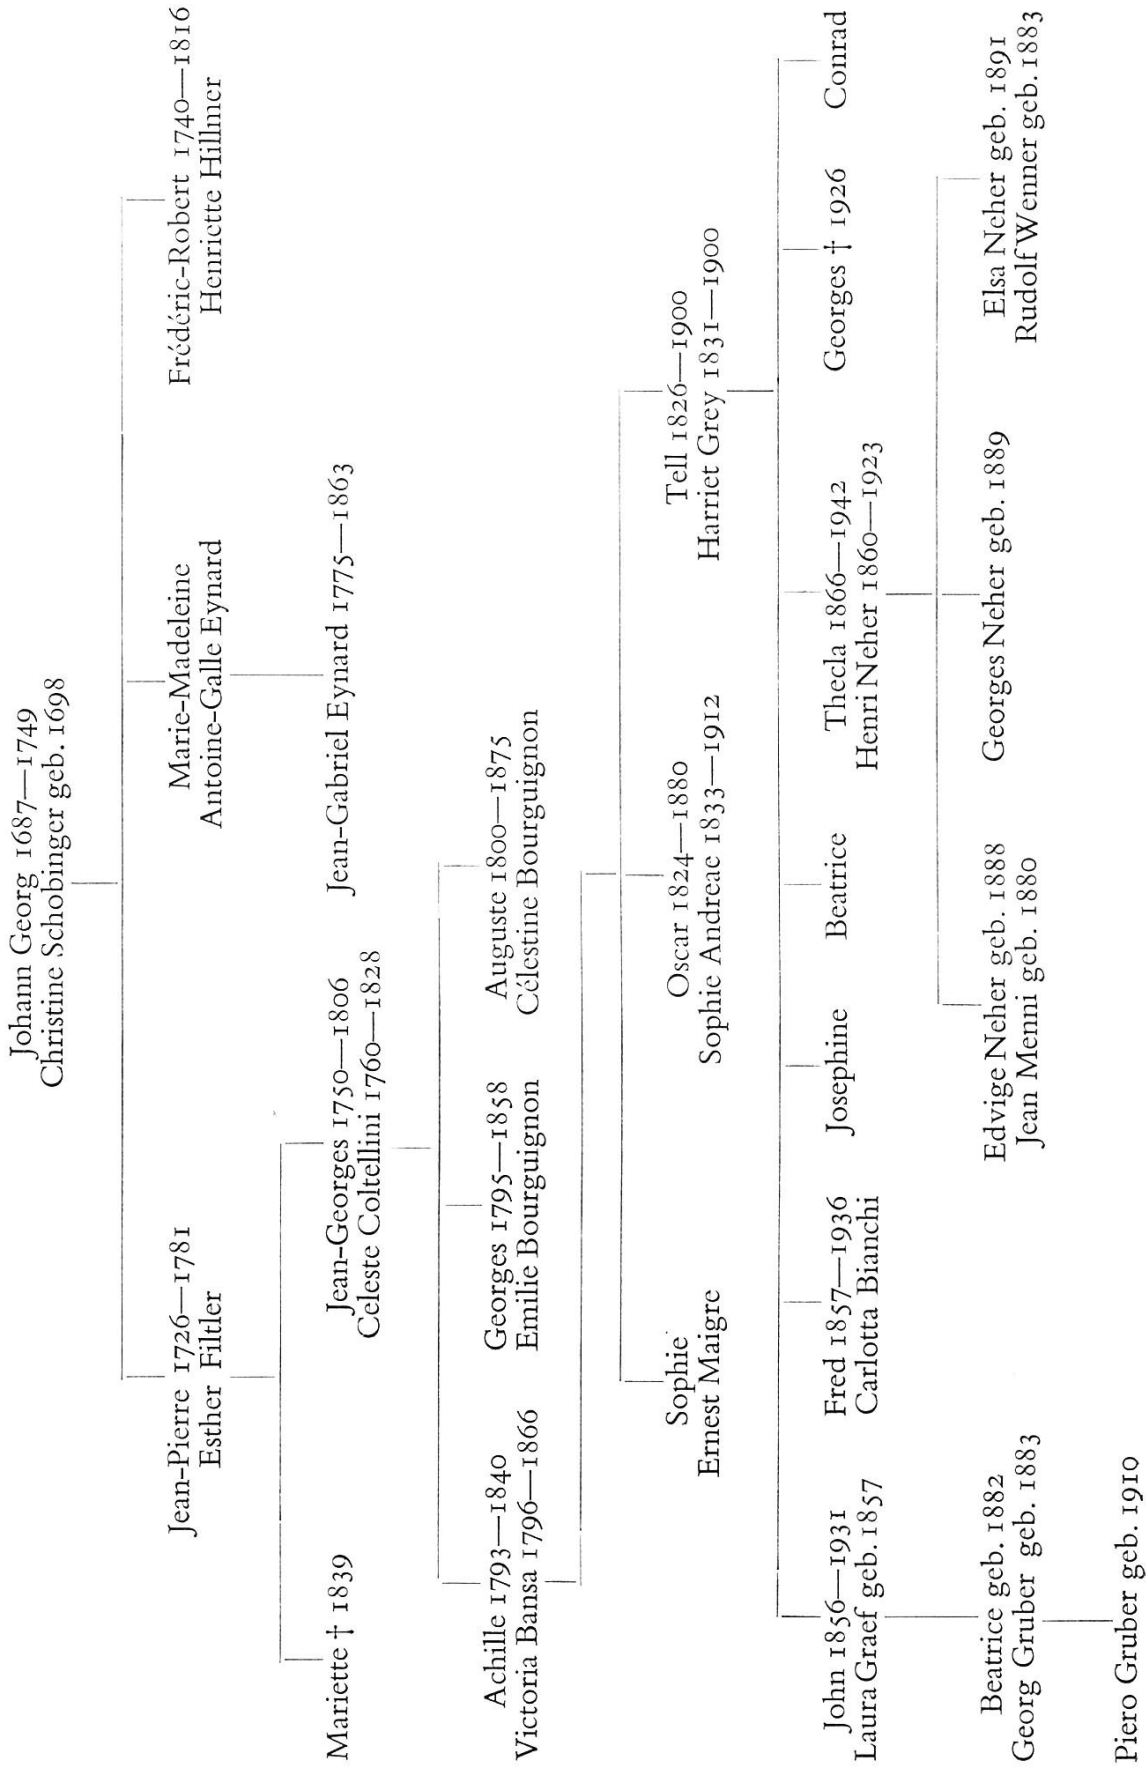 Johann Georg 1687—1749
Christine Schobinger geb. 1698
Jean-Pierre 1726—1781
Esther Filtler
Marie-Madeleine
Antoine-Galle Eynard
Frédéric-Robert 1740—1816
Henriette Hillmer
Mariette † 1839
Jean-Georges 1750—1806
Celeste Coltellini 1760—1828
Jean-Gabriel Eynard 1775—1863
Achille 1793—1840
Victoria Bansa 1796—1866
Georges 1795—1858
Emilie Bourguignon
Auguste 1800—1875
Célestine Bourguignon
Sophie
Ernest Maigre
Oscar 1824—1880
Sophie Andreae 1833—1912
Tell 1826—1900
Harriet Grey 1831—1900
John 1856—1931
Laura Graef geb. 1857
Fred 1857—1936
Carlotta Bianchi
Josephine
Beatrice
Thecla 1866—1942
Henri Neher 1860—1923
Georges † 1926
Conrad
Beatrice geb. 1882
Georg Gruber geb. 1883
Edvige Neher geb. 1888
Jean Menni geb. 1880
Georges Neher geb. 1889
Elsa Neher geb. 1891
Rudolf Wenner geb. 1883
Piero Gruber geb. 1910